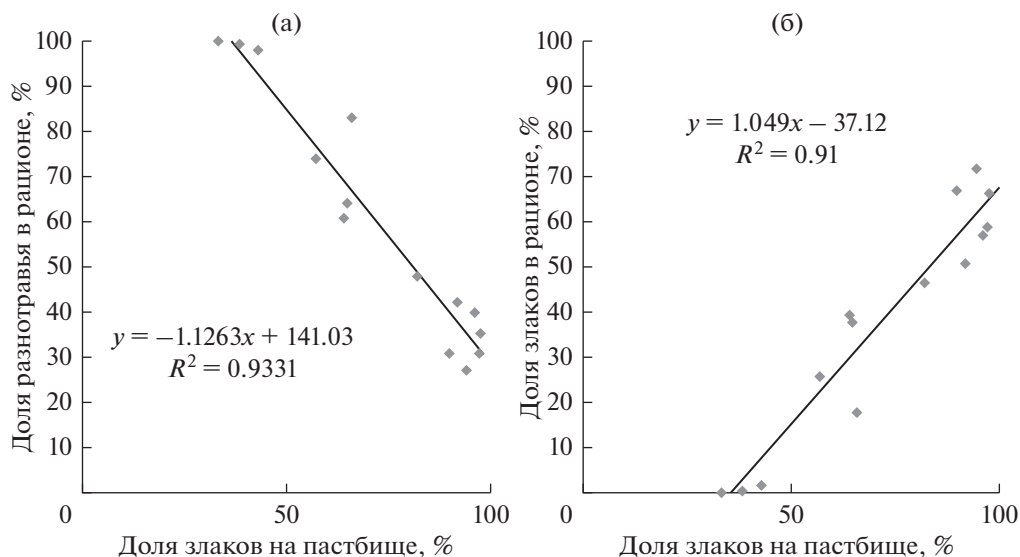 (а)
Доля разнотравья в рационе, %
100
90
80
70
60
50
40
30
20
10
0
50
100
y = −1.1263x + 141.03
R² = 0.9331
Доля злаков на пастбище, %
(б)
Доля злаков в рационе, %
100
90
80
70
60
50
40
30
20
10
0
50
100
y = 1.049x − 37.12
R² = 0.91
Доля злаков на пастбище, %